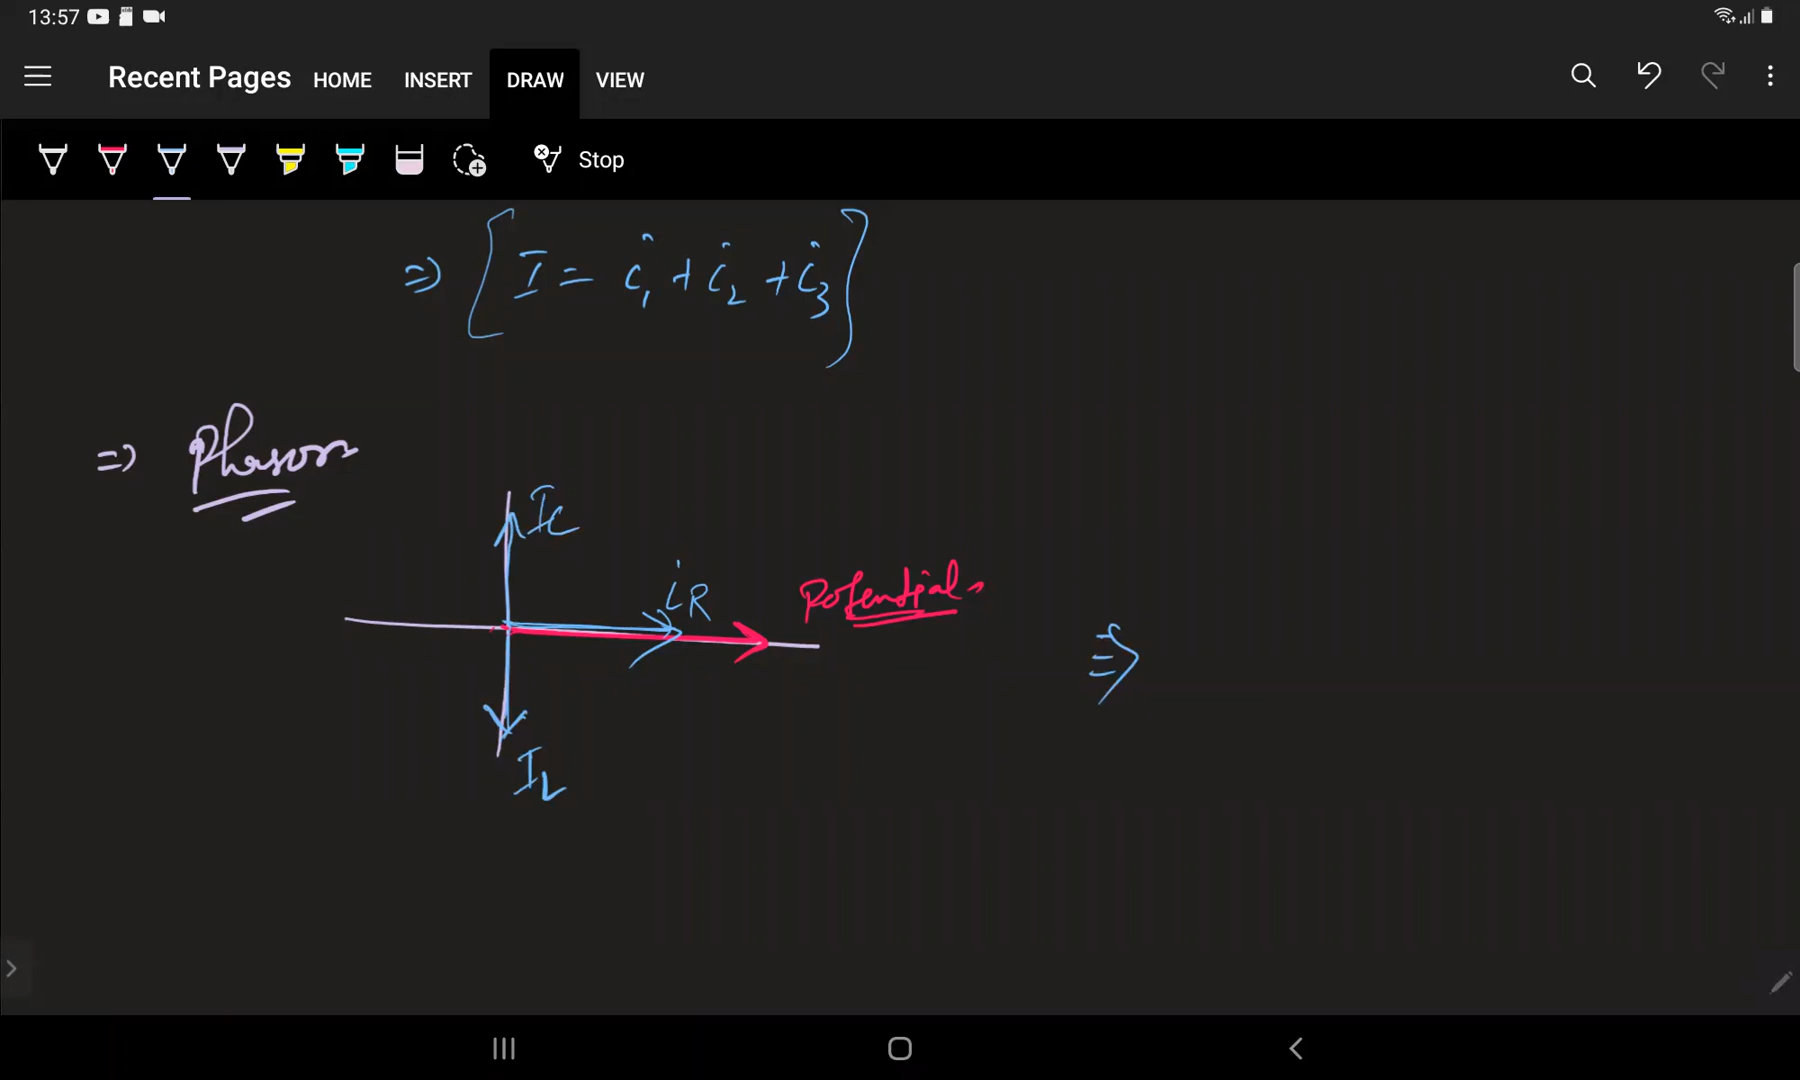 13:57
Recent Pages HOME INSERT DRAW VIEW
Stop
=> [I = i₁ + i₂ + i₃]
=> Phasor
Ic
iR
Potential
=>
IL